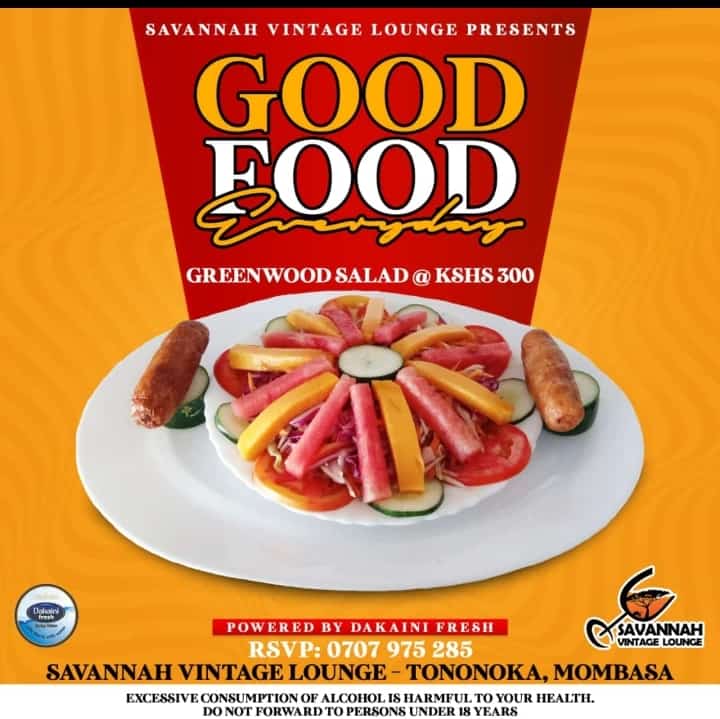 SAVANNAH VINTAGE LOUNGE PRESENTS
GOOD
FOOD
Everyday
GREENWOOD SALAD @ KSHS 300
Dakaini
fresh
POWERED BY DAKAINI FRESH
RSVP: 0707 975 285
SAVANNAH
VINTAGE LOUNGE
SAVANNAH VINTAGE LOUNGE - TONONOKA, MOMBASA
EXCESSIVE CONSUMPTION OF ALCOHOL IS HARMFUL TO YOUR HEALTH.
DO NOT FORWARD TO PERSONS UNDER 18 YEARS